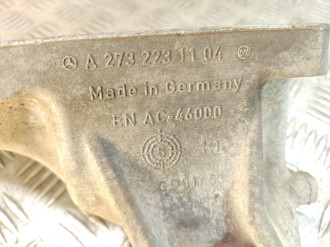 A 273 223 11 04
Made in Germany
EN AC-46000